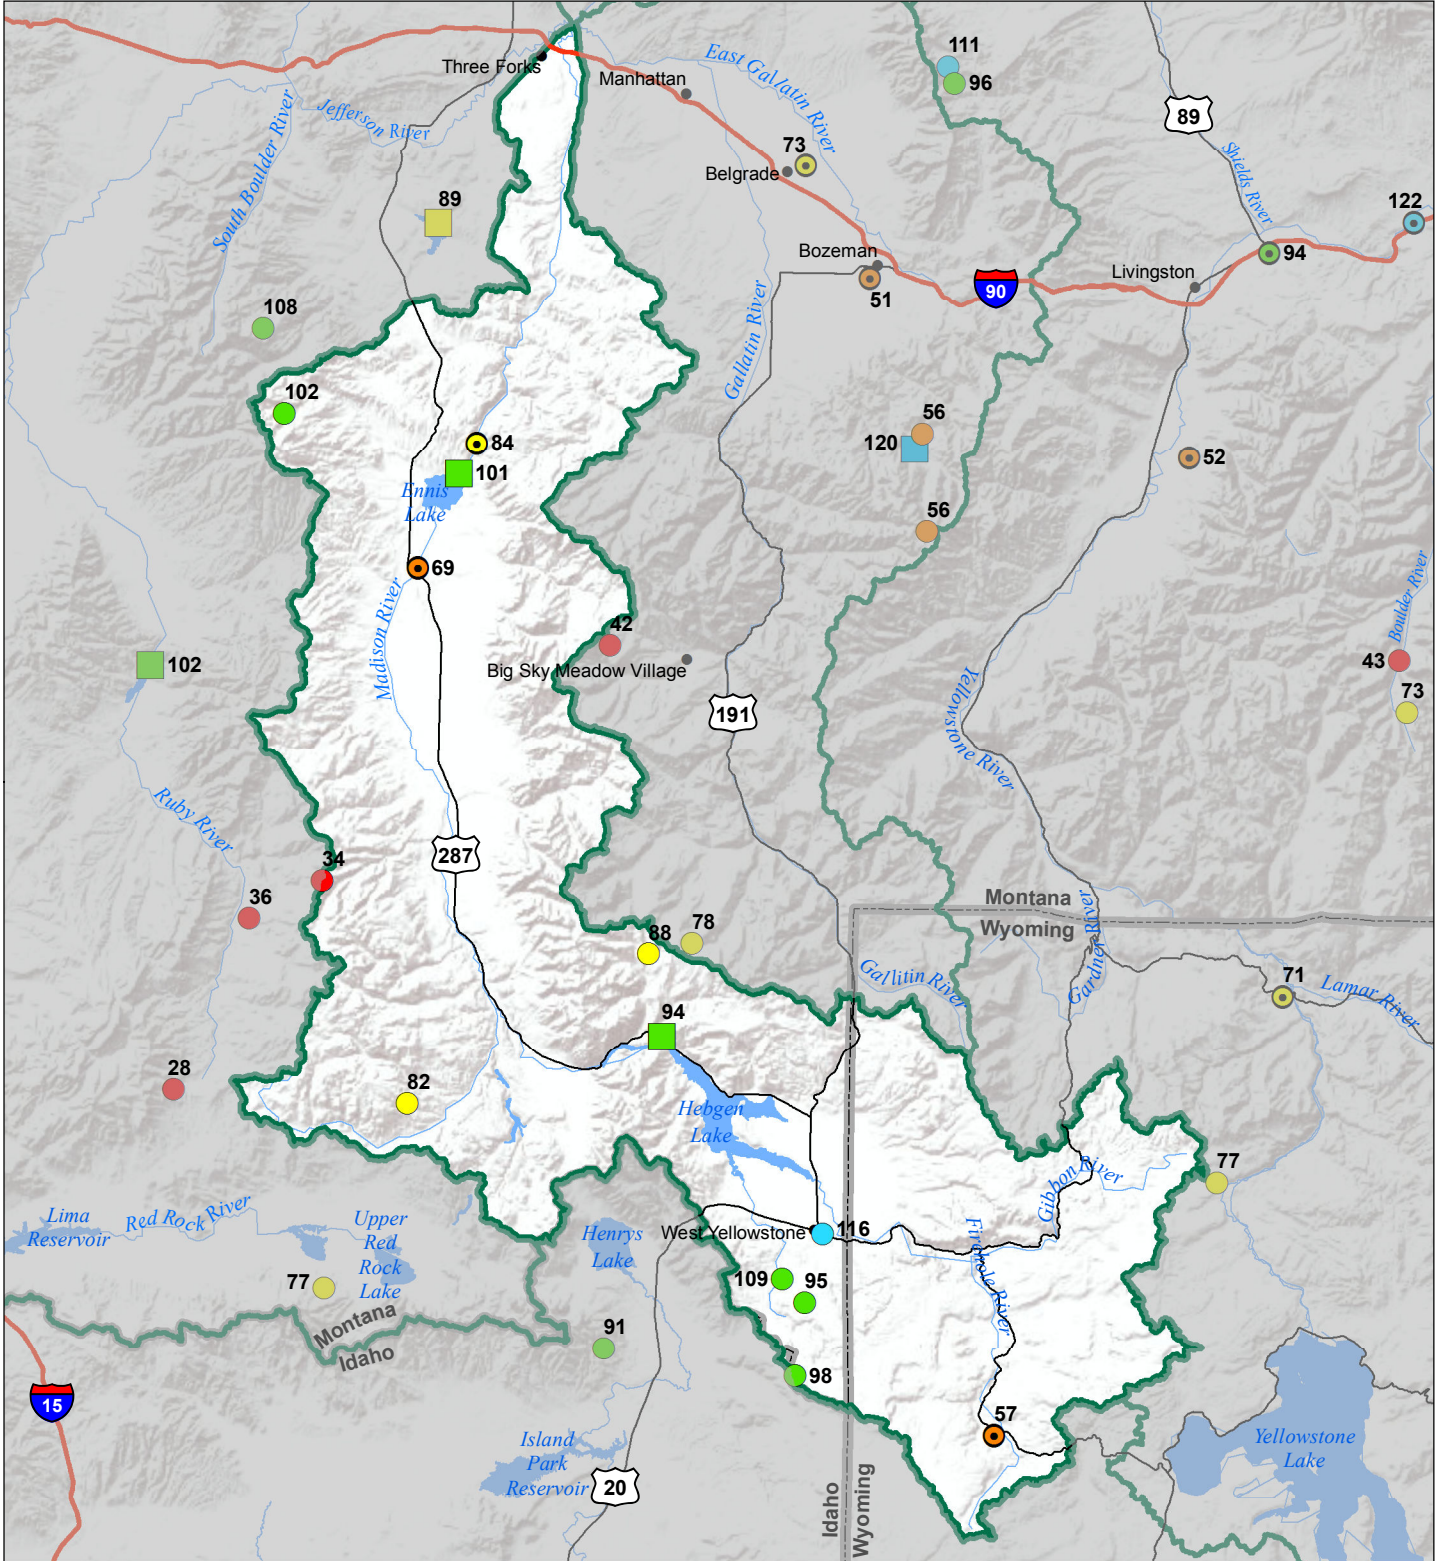 111
96
Three Forks
Manhattan
East Gallatin River
Jefferson River
89
South Boulder River
73
Belgrade
Shields River
89
122
Bozeman
94
Livingston
51
90
108
Gallatin River
102
56
84
120
52
101
Ennis
Lake
56
69
Madison River
42
Boulder River
102
Big Sky Meadow Village
43
73
191
Yellowstone River
Ruby River
287
34
Montana
Wyoming
36
88
78
Gardner River
Gallitin River
71
Lamar River
94
28
82
Hebgen
Lake
Gibbon River
77
Lima
Reservoir
Red Rock River
Upper
Red
Rock
Lake
Henrys
Lake
West Yellowstone
116
Firehole River
109
95
77
Montana
Idaho
91
98
15
57
Island
Park
Reservoir
20
Yellowstone
Lake
Idaho
Wyoming